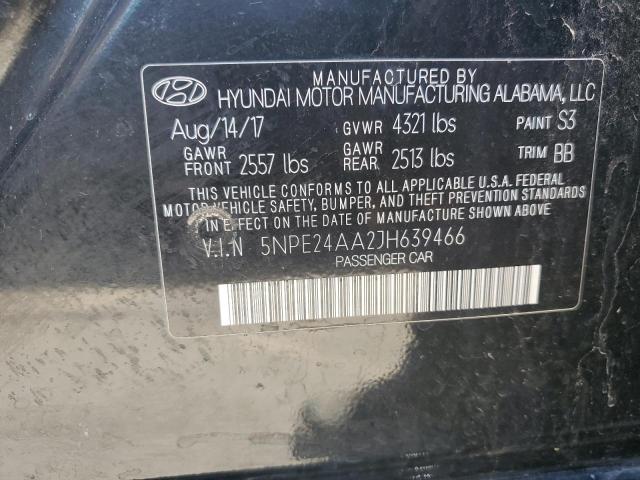 MANUFACTURED BY
HYUNDAI MOTOR MANUFACTURING ALABAMA, LLC
Aug/14/17 GVWR 4321 lbs PAINT S3
GAWR FRONT 2557 lbs GAWR REAR 2513 lbs TRIM BB
THIS VEHICLE CONFORMS TO ALL APPLICABLE U.S.A. FEDERAL
MOTOR VEHICLE SAFETY, BUMPER, AND THEFT PREVENTION STANDARDS
IN EFFECT ON THE DATE OF MANUFACTURE SHOWN ABOVE.
V.I.N 5NPE24AA2JH639466
PASSENGER CAR